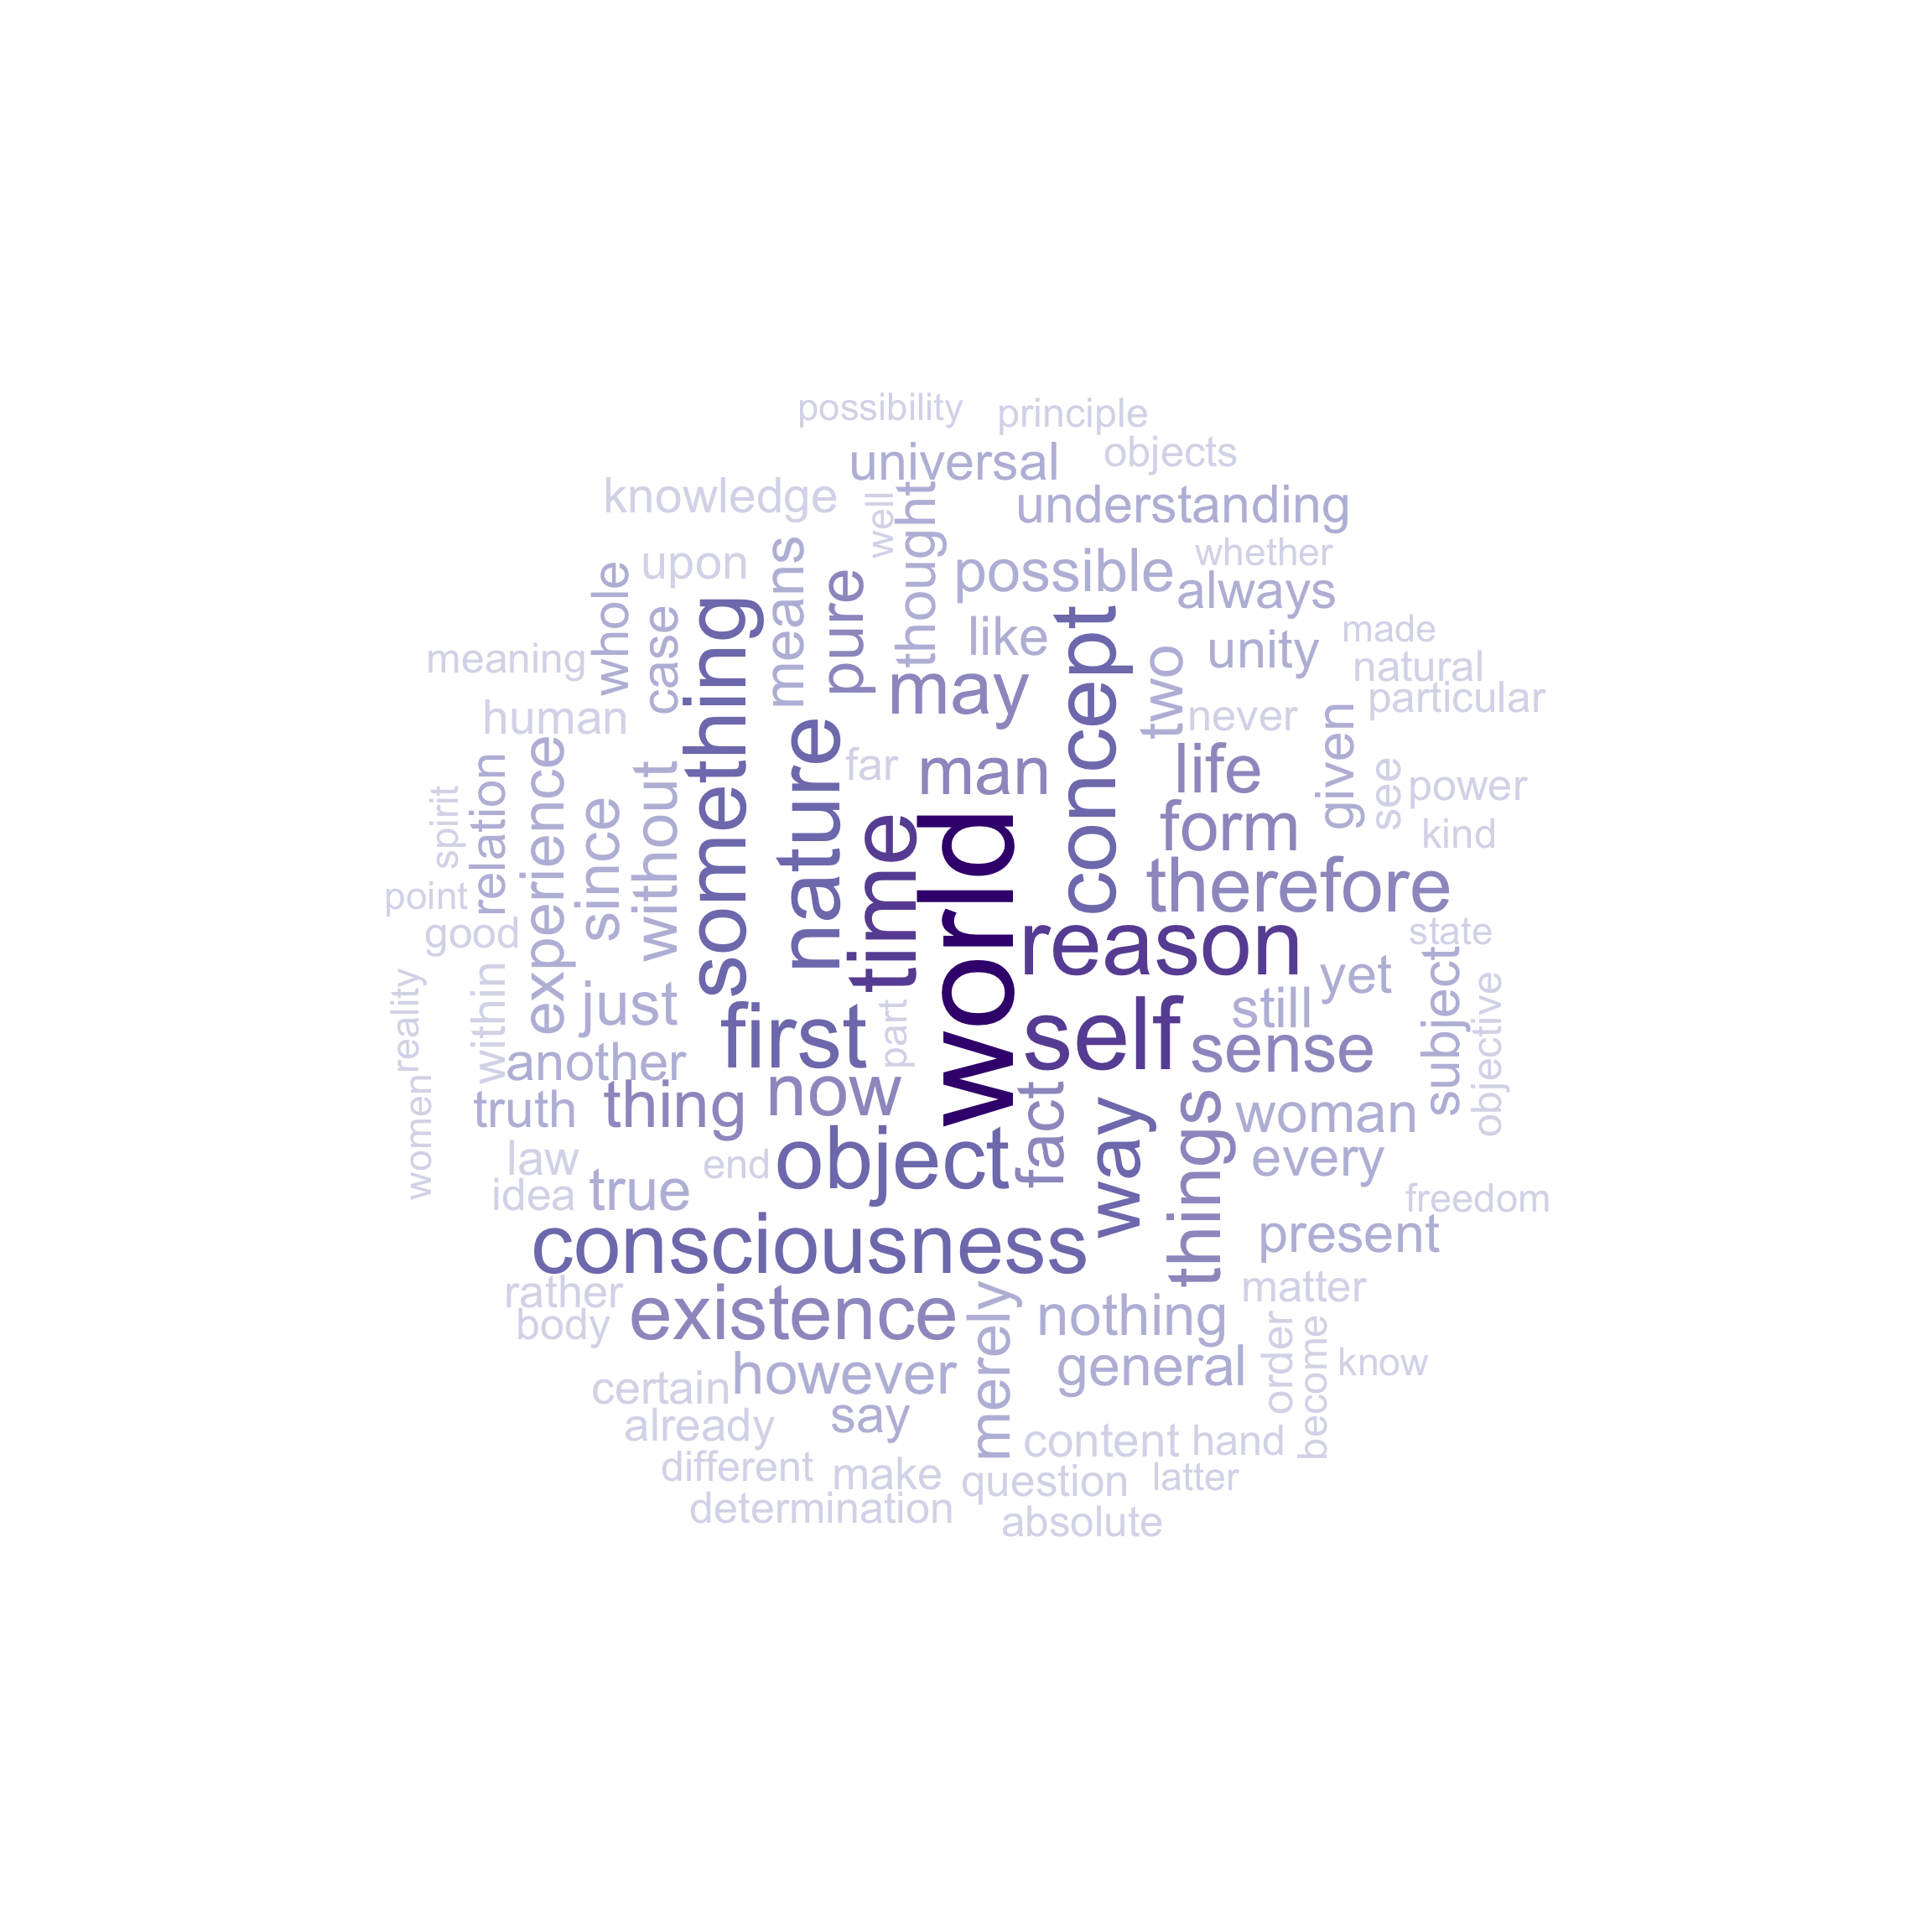 possibility
principle
universal
objects
knowledge
well
thought
understanding
upon
means
whether
whole
case
pure
possible
always
something
like
concept
made
meaning
may
two
unity
natural
human
particular
nature
never
given
experience
relation
without
far
man
life
see
power
spirit
since
time
world
form
kind
point
therefore
good
reason
state
reality
within
just
first
part
self
still
yet
subject
objective
another
now
sense
women
truth
thing
fact
way
things
woman
law
end
object
every
idea
true
freedom
consciousness
present
rather
body
existence
merely
nothing
matter
order
become
however
general
know
certain
already
say
content
hand
different
make
question
latter
determination
absolute